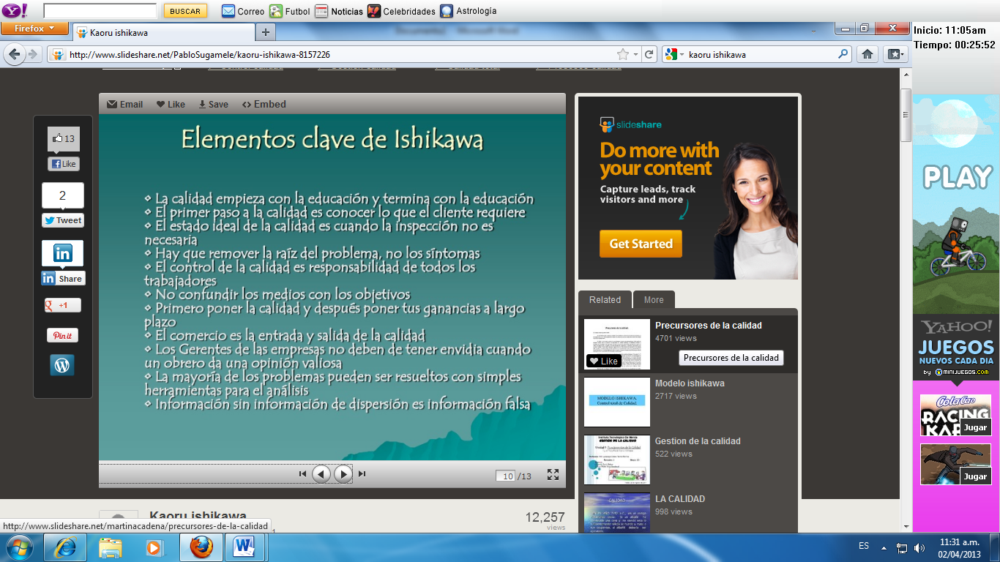 BUSCAR
Correo
Futbol
Noticias
Celebridades
Astrología
Firefox
Kaoru ishikawa
Inicio: 11:05am
Tiempo: 00:25:52
http://www.slideshare.net/PabloSugamele/kaoru-ishikawa-8157226
kaoru ishikawa
Email
Like
Save
Embed
13
Like
2
Tweet
in
in Share
g +1
Pin it
Elementos clave de Ishikawa
La calidad empieza con la educación y termina con la educación
El primer paso a la calidad es conocer lo que el cliente requiere
El estado ideal de la calidad es cuando la inspección no es
necesaria
Hay que remover la raíz del problema, no los síntomas
El control de la calidad es responsabilidad de todos los
trabajadores
No confundir los medios con los objetivos
Primero poner la calidad y después poner tus ganancias a largo
plazo
El comercio es la entrada y salida de la calidad
Los Gerentes de las empresas no deben de tener envidia cuando
un obrero da una opinión valiosa
La mayoría de los problemas pueden ser resueltos con simples
herramientas para el análisis
Información sin información de dispersión es información falsa
10 /13
Kaoru ishikawa
12,257
views
slideshare
Do more with
your content
Capture leads, track
visitors and more
Get Started
Related
More
Precursores de la calidad
4701 views
Like
Precursores de la calidad
Modelo ishikawa
2717 views
MODELO ISHIKAWA.
Control total de Calidad.
Gestion de la calidad
522 views
LA CALIDAD
998 views
CALIDAD
PLAY
YAHOO!
JUEGOS
NUEVOS CADA DIA
by MINIJUEGOS.COM
ColaCao
RACING
KAR
Jugar
Jugar
http://www.slideshare.net/martinacadena/precursores-de-la-calidad
ES
11:31 a.m.
02/04/2013